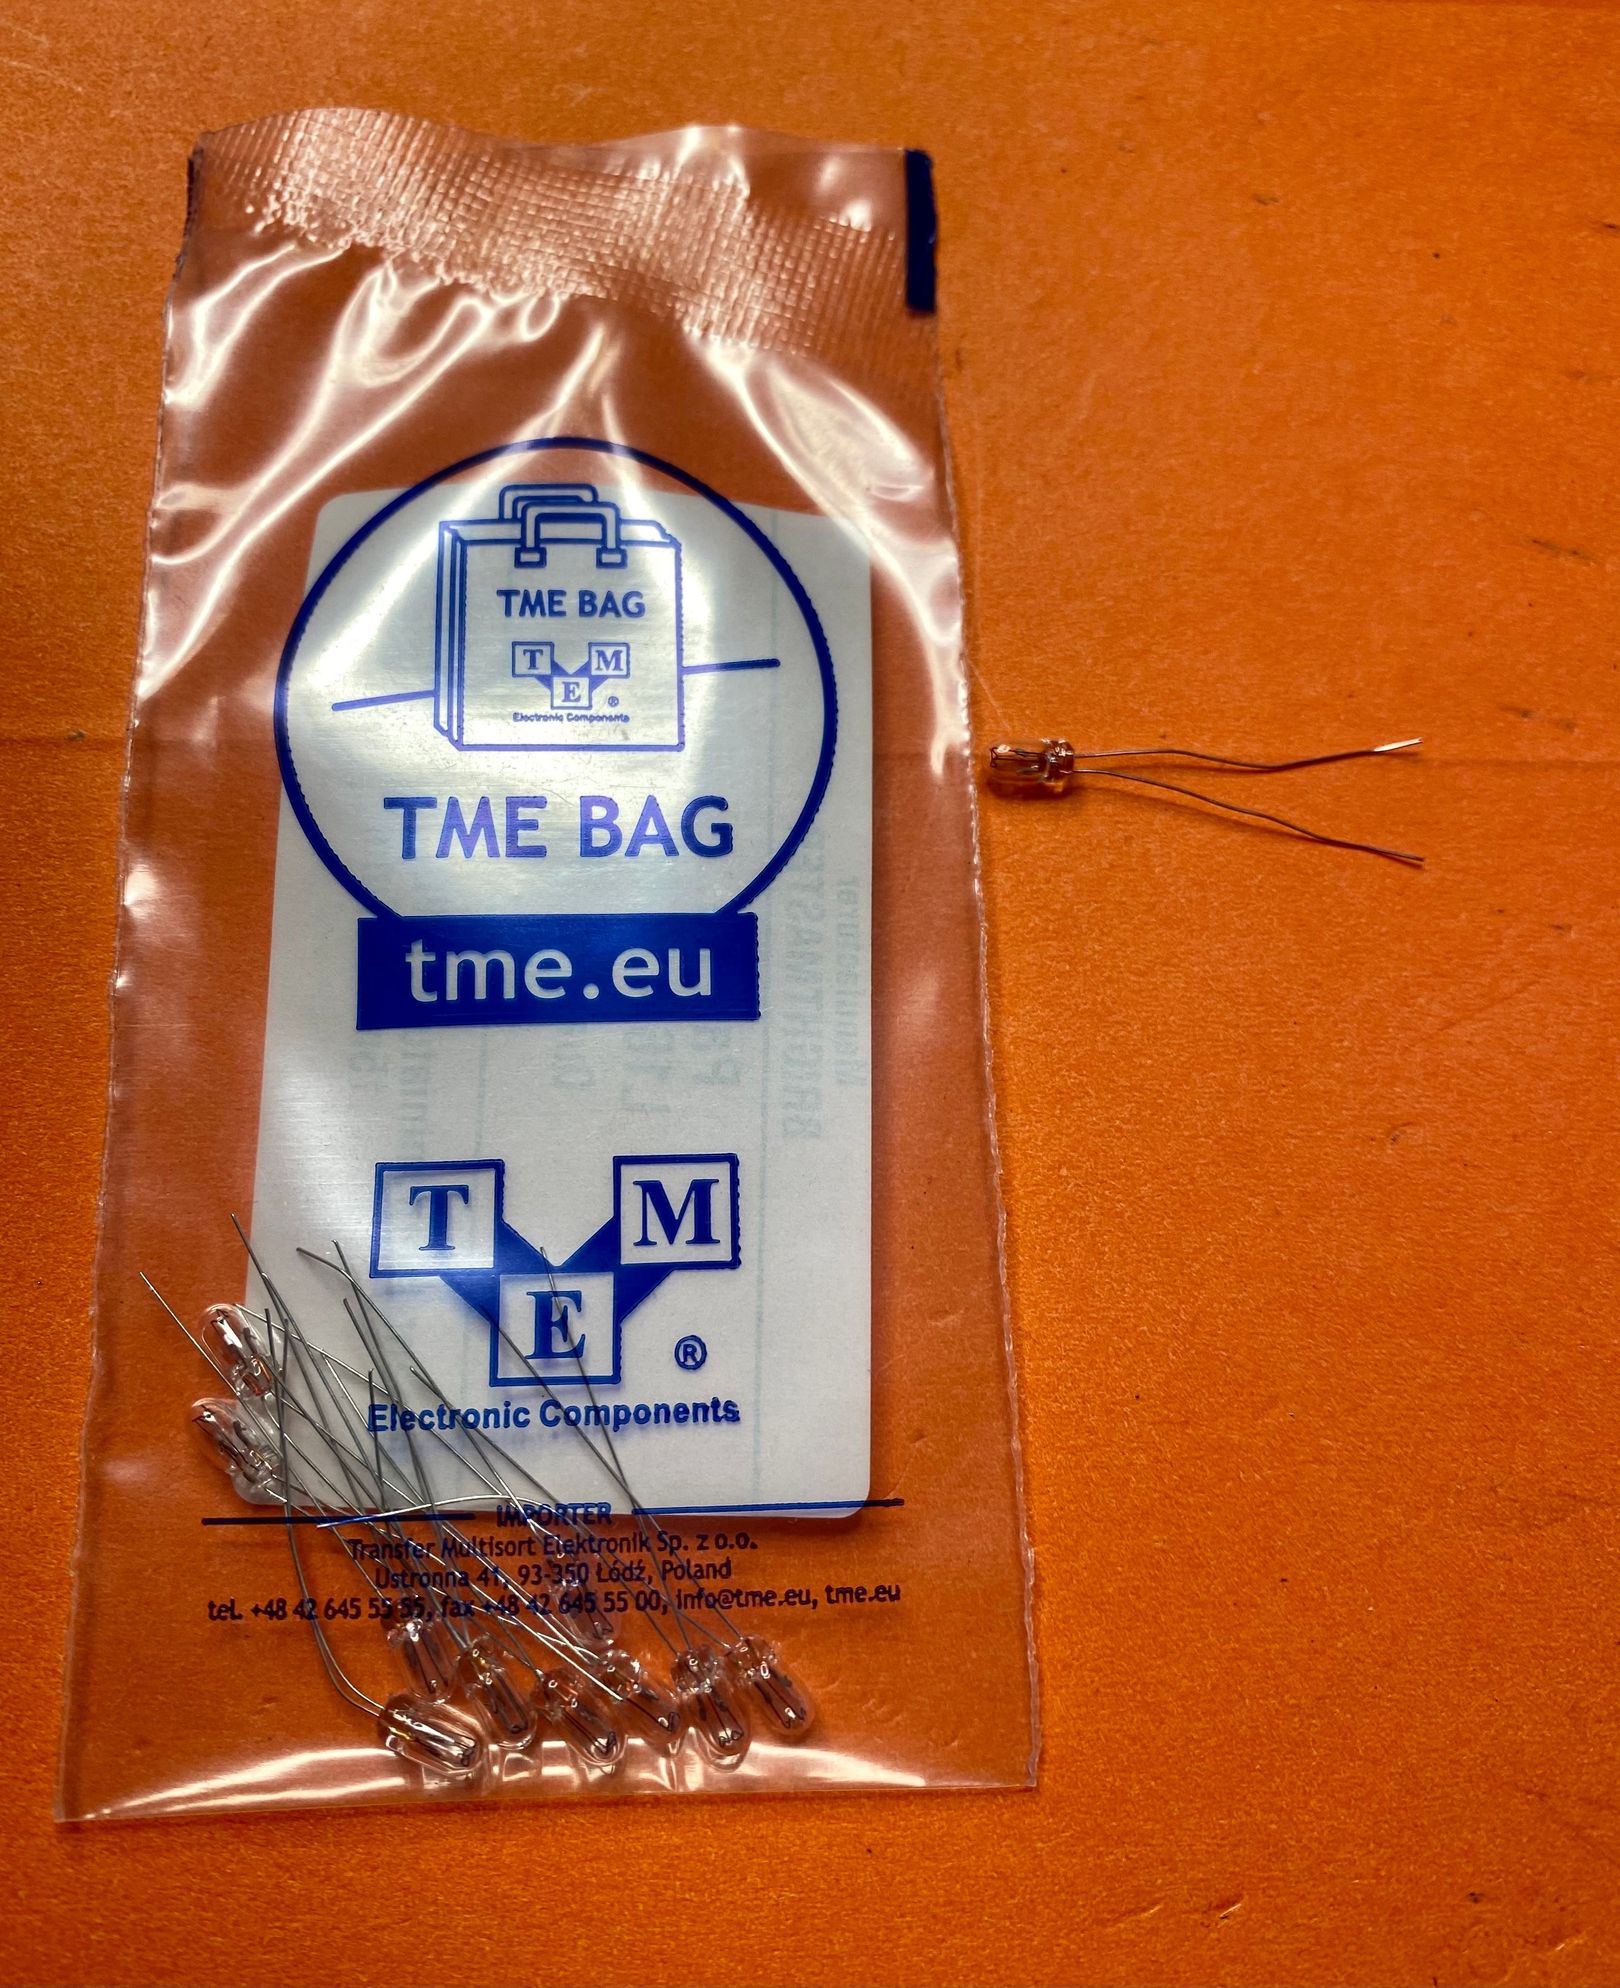 TME BAG
T M
E ®
Electronic Components
TME BAG
tme.eu
T M
E ®
Electronic Components
IMPORTER
Transfer Multisort Elektronik Sp. z o.o.
Ustronna 41, 93-350 Łódź, Poland
tel. +48 42 645 55 55, fax +48 42 645 55 00, info@tme.eu, tme.eu